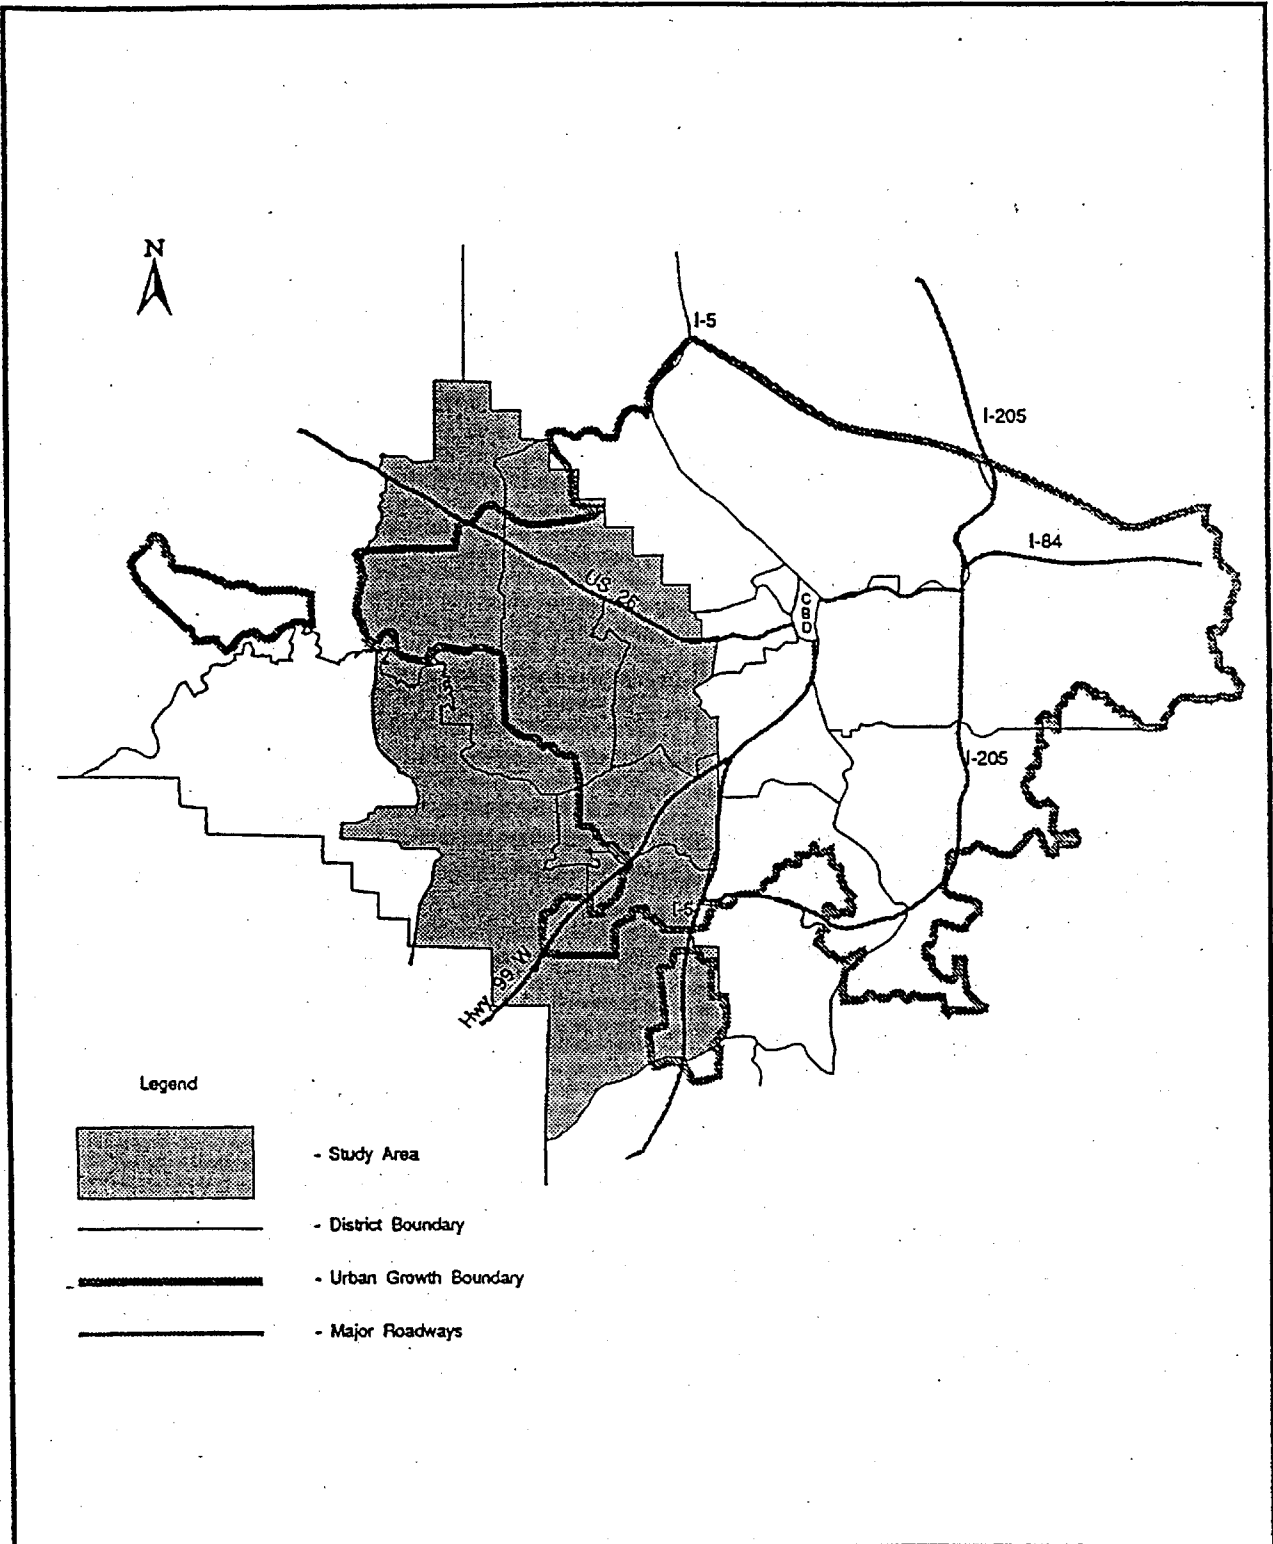 N
I-5
I-205
I-84
US 26
CBD
I-205
I-5
Hwy. 99 W
Legend
- Study Area
- District Boundary
- Urban Growth Boundary
- Major Roadways